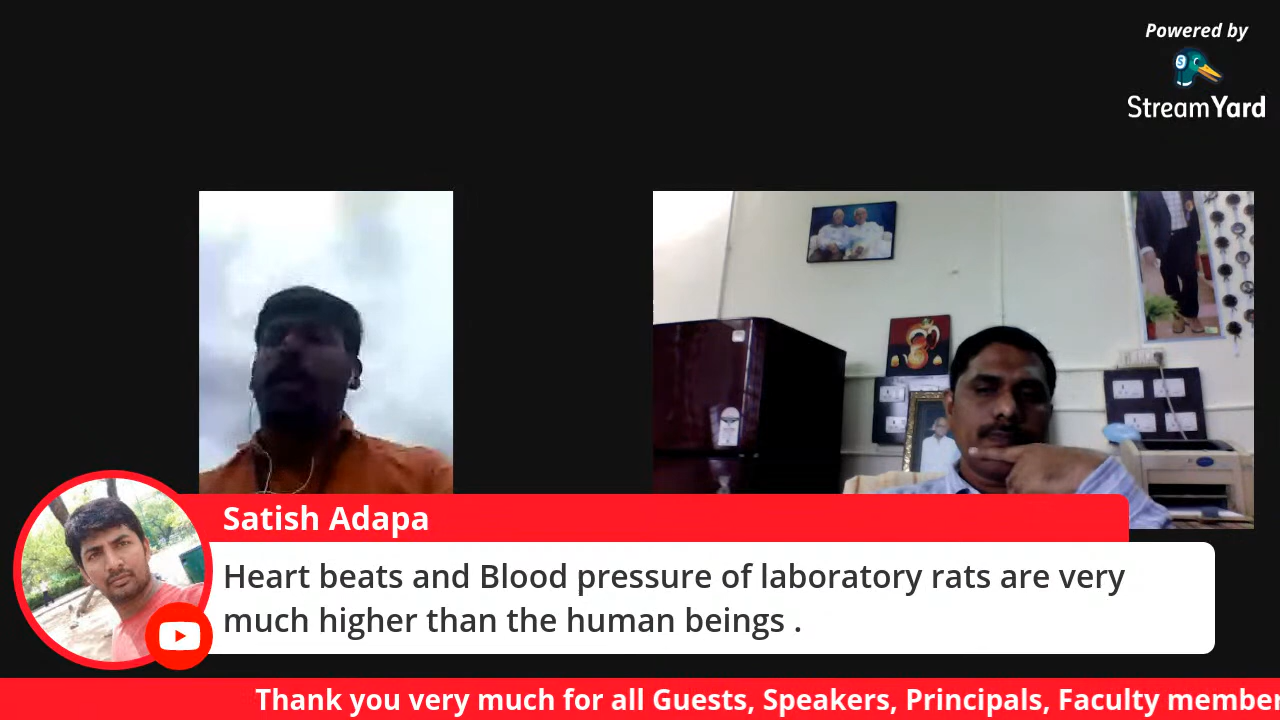 Powered by
StreamYard
Satish Adapa
Heart beats and Blood pressure of laboratory rats are very
much higher than the human beings .
Thank you very much for all Guests, Speakers, Principals, Faculty member